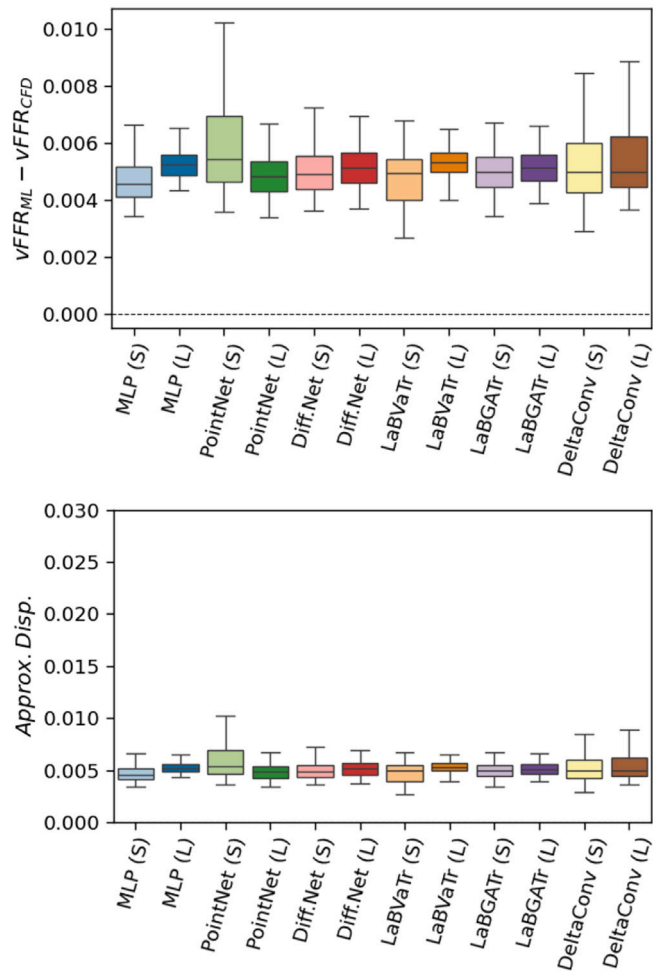 0.010
0.008
0.006
0.004
0.002
0.000
vFFR_ML − vFFR_CFD
MLP (S)
MLP (L)
PointNet (S)
PointNet (L)
Diff.Net (S)
Diff.Net (L)
LaBVaTr (S)
LaBVaTr (L)
LaBGATr (S)
LaBGATr (L)
DeltaConv (S)
DeltaConv (L)
0.030
0.025
0.020
0.015
0.010
0.005
0.000
Approx. Disp.
MLP (S)
MLP (L)
PointNet (S)
PointNet (L)
Diff.Net (S)
Diff.Net (L)
LaBVaTr (S)
LaBVaTr (L)
LaBGATr (S)
LaBGATr (L)
DeltaConv (S)
DeltaConv (L)